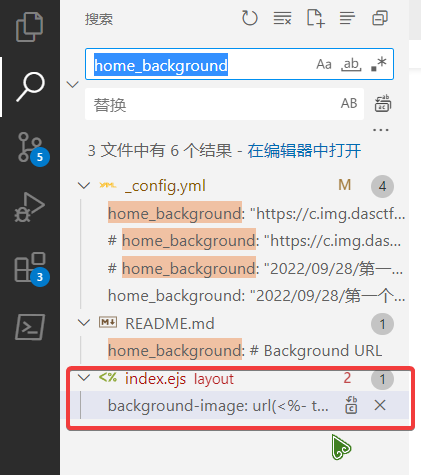 搜索
home_background
Aa
ab
替换
AB
3 文件中有 6 个结果 - 在编辑器中打开
_config.yml M 4
home_background: "https://c.img.dasctf...
# home_background: "https://c.img.das...
# home_background: "2022/09/28/第一...
home_background: "2022/09/28/第一个...
README.md 1
home_background: # Background URL
index.ejs layout 2 1
background-image: url(<%- t...
5
3